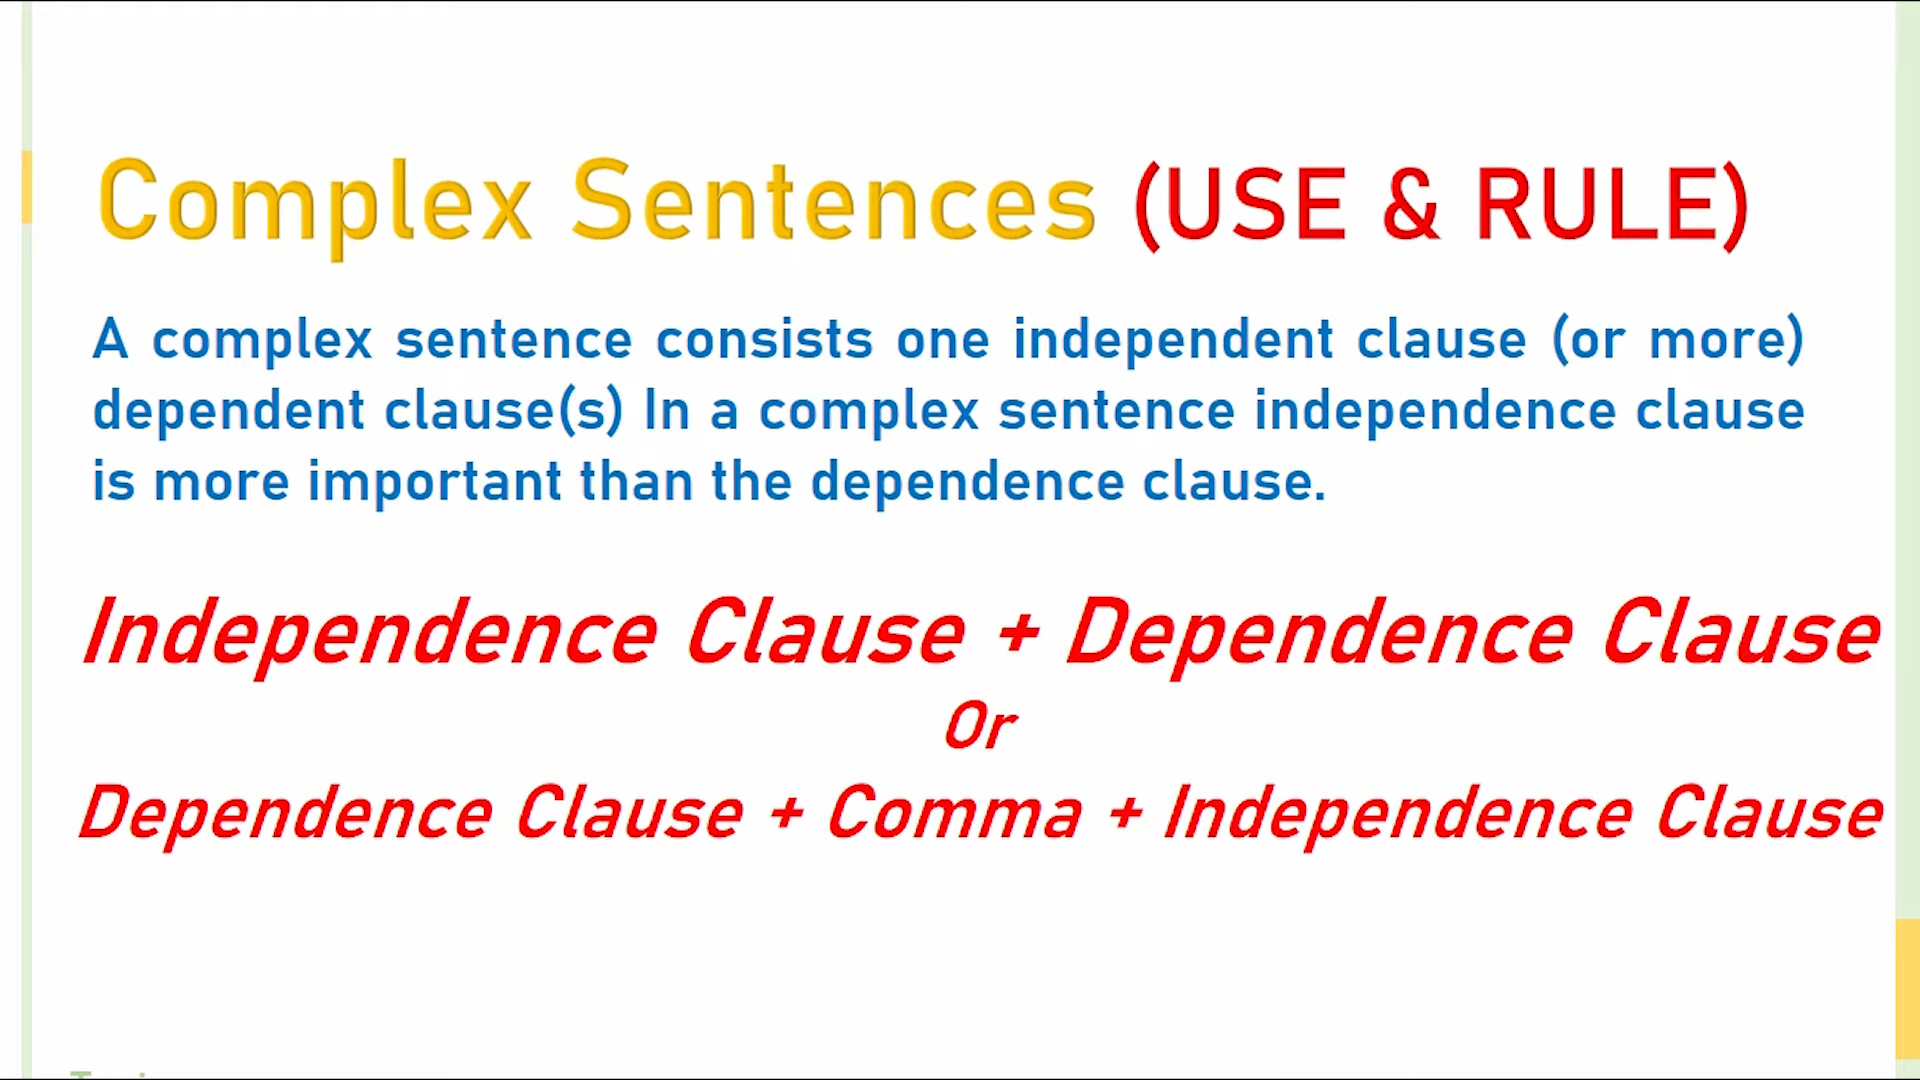 Complex Sentences (USE & RULE)
A complex sentence consists one independent clause (or more)
dependent clause(s) In a complex sentence independence clause
is more important than the dependence clause.
Independence Clause + Dependence Clause
Or
Dependence Clause + Comma + Independence Clause